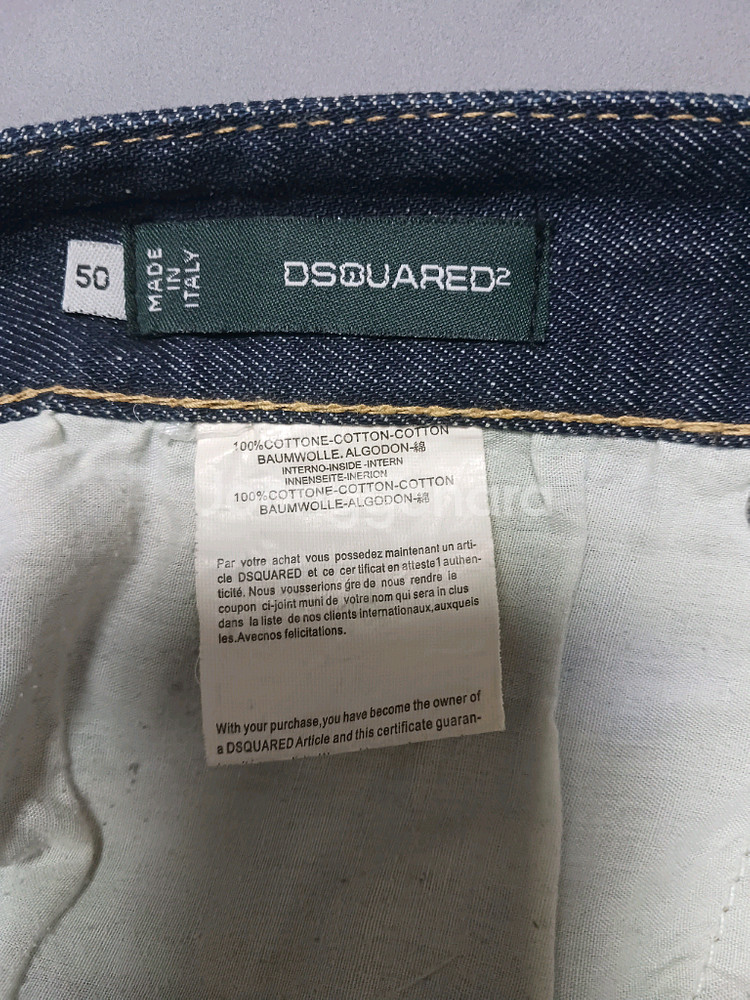 50
MADE
IN
ITALY
DSQUARED2
100%COTTONE-COTTON-COTTON
BAUMWOLLE.ALGODON-綿
INTERNO-INSIDE-INTERN
INNENSEITE-INERION
100%COTTONE-COTTON-COTTON
BAUMWOLLE-ALGODON-綿
Par votre achat vous possedez maintenant un arti-
cle DSQUARED et ce cer tificat en atteste1 authen-
ticité. Nous vousserions gre de nous rendre le
coupon ci-joint muni de votre nom qui sera in clus
dans la liste de nos clients internationaux,auxqueis
les.Avecnos felicitations.
With your purchase,you have become the owner of
a DSQUARED Article and this certificate guaran-